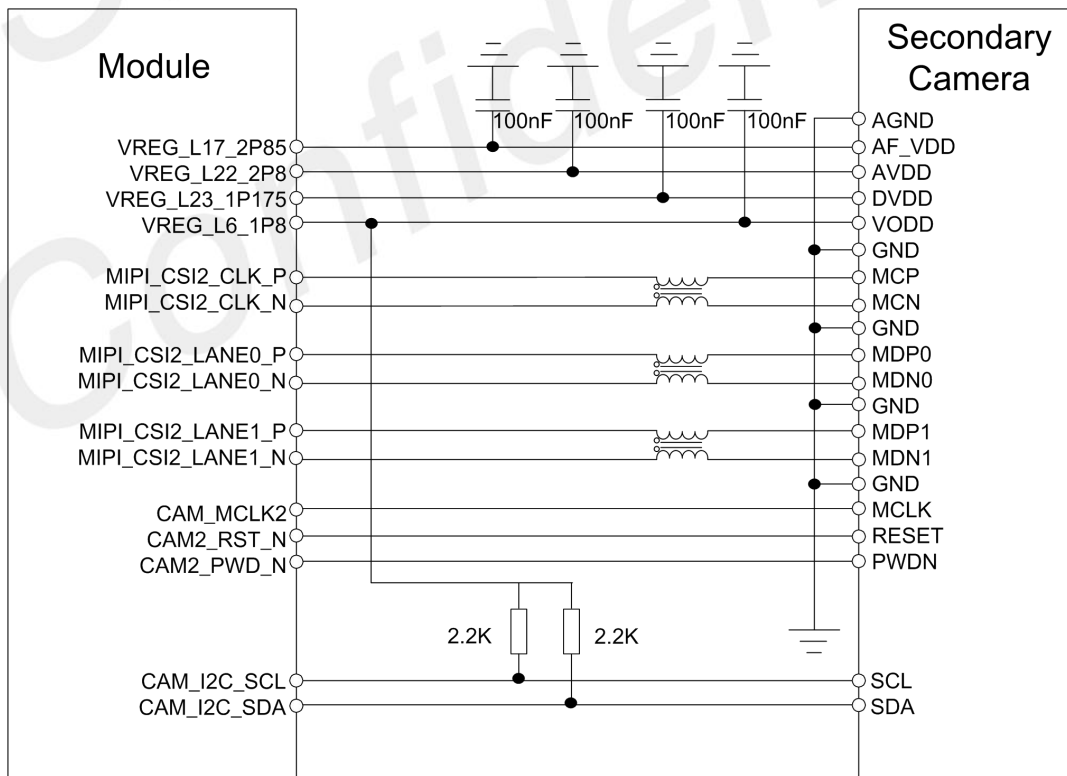 Module
VREG_L17_2P85
VREG_L22_2P8
VREG_L23_1P175
VREG_L6_1P8
MIPI_CSI2_CLK_P
MIPI_CSI2_CLK_N
MIPI_CSI2_LANE0_P
MIPI_CSI2_LANE0_N
MIPI_CSI2_LANE1_P
MIPI_CSI2_LANE1_N
CAM_MCLK2
CAM2_RST_N
CAM2_PWD_N
CAM_I2C_SCL
CAM_I2C_SDA
100nF 100nF 100nF 100nF
2.2K 2.2K
Secondary
Camera
AGND
AF_VDD
AVDD
DVDD
VODD
GND
MCP
MCN
GND
MDP0
MDN0
GND
MDP1
MDN1
GND
MCLK
RESET
PWDN
SCL
SDA